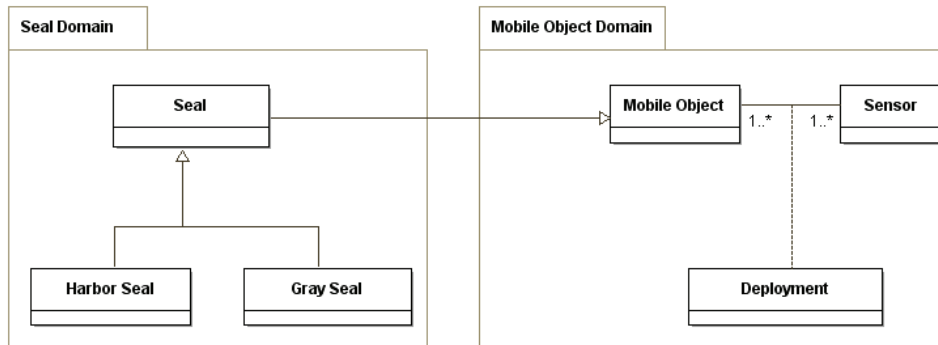 Seal Domain
Mobile Object Domain
Seal
Mobile Object
Sensor
1..*
1..*
Harbor Seal
Gray Seal
Deployment